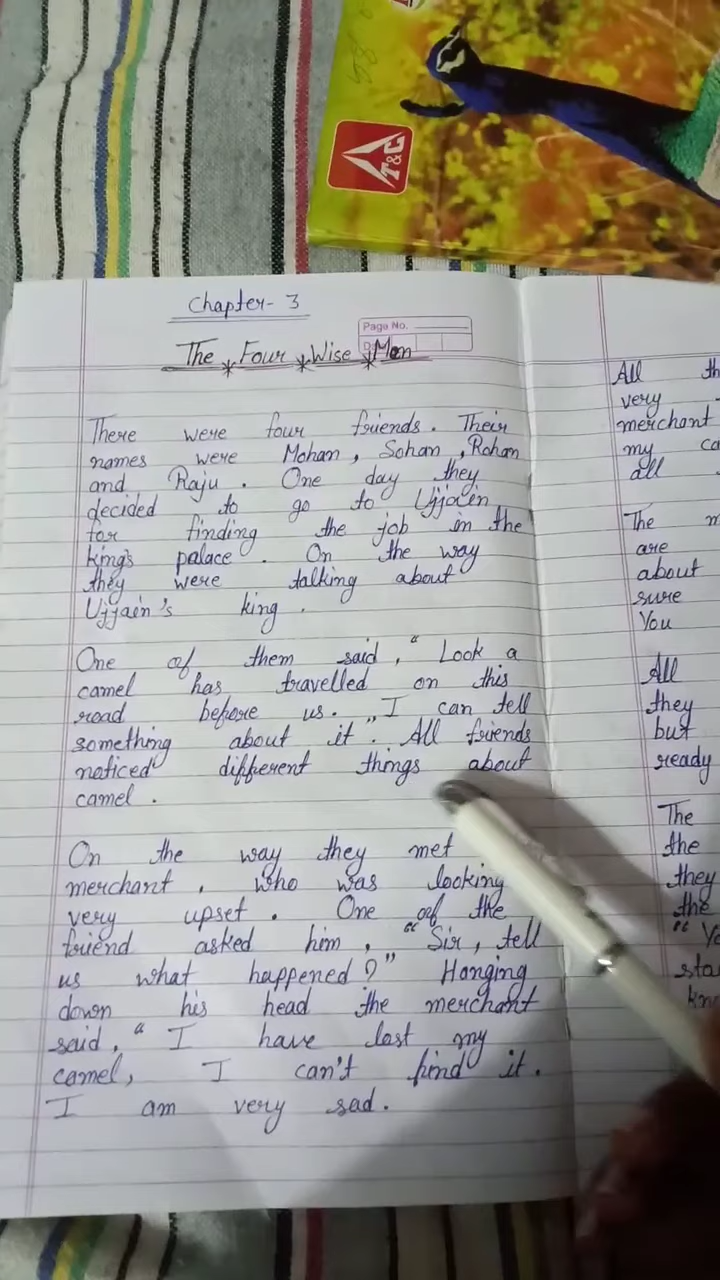 T&C
Chapter- 3
Page No.
The Four Wise Men
There were four friends. Their
names were Mohan, Sohan, Rohan
and Raju. One day they
decided to go to Ujjain
for finding the job in the
king's palace. On the way
they were talking about
Ujjain's king.
One of them said, "Look a
camel has travelled on this
road before us." I can tell
something about it". All friends
noticed different things about
camel.
On the way they met
merchant, who was looking
very upset. One of the
friend asked him, "Sir, tell
us what happened?" Hanging
down his head the merchant
said, "I have lost my
camel, I can't find it.
I am very sad.
All
very
merchant
my
all
The
are
about
sure
You
All
they
but
ready
The
the
they
the